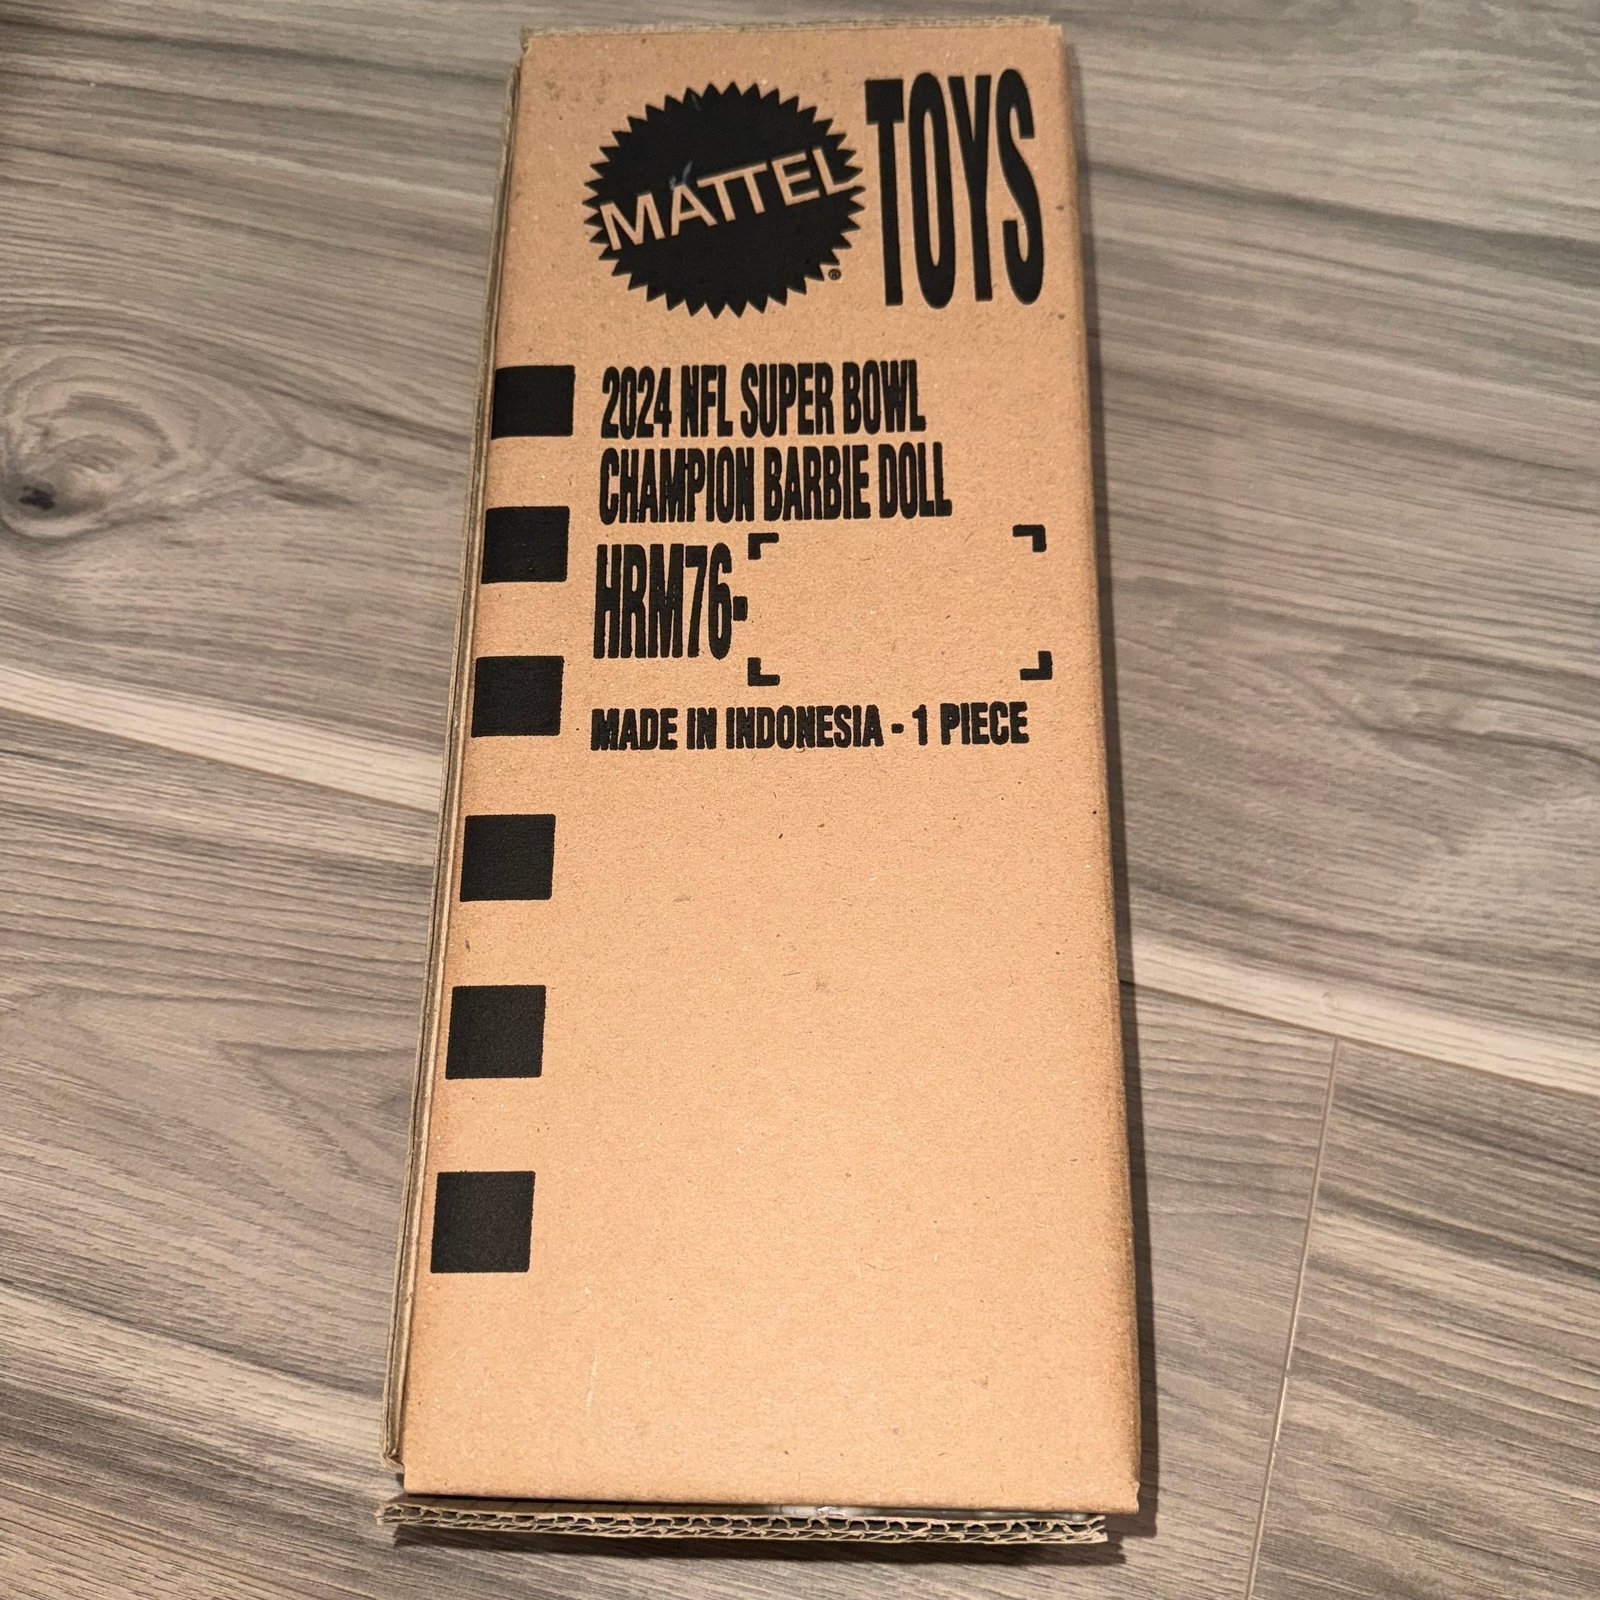 MATTEL®
TOYS
2024 NFL SUPER BOWL
CHAMPION BARBIE DOLL
HRM76-
MADE IN INDONESIA - 1 PIECE